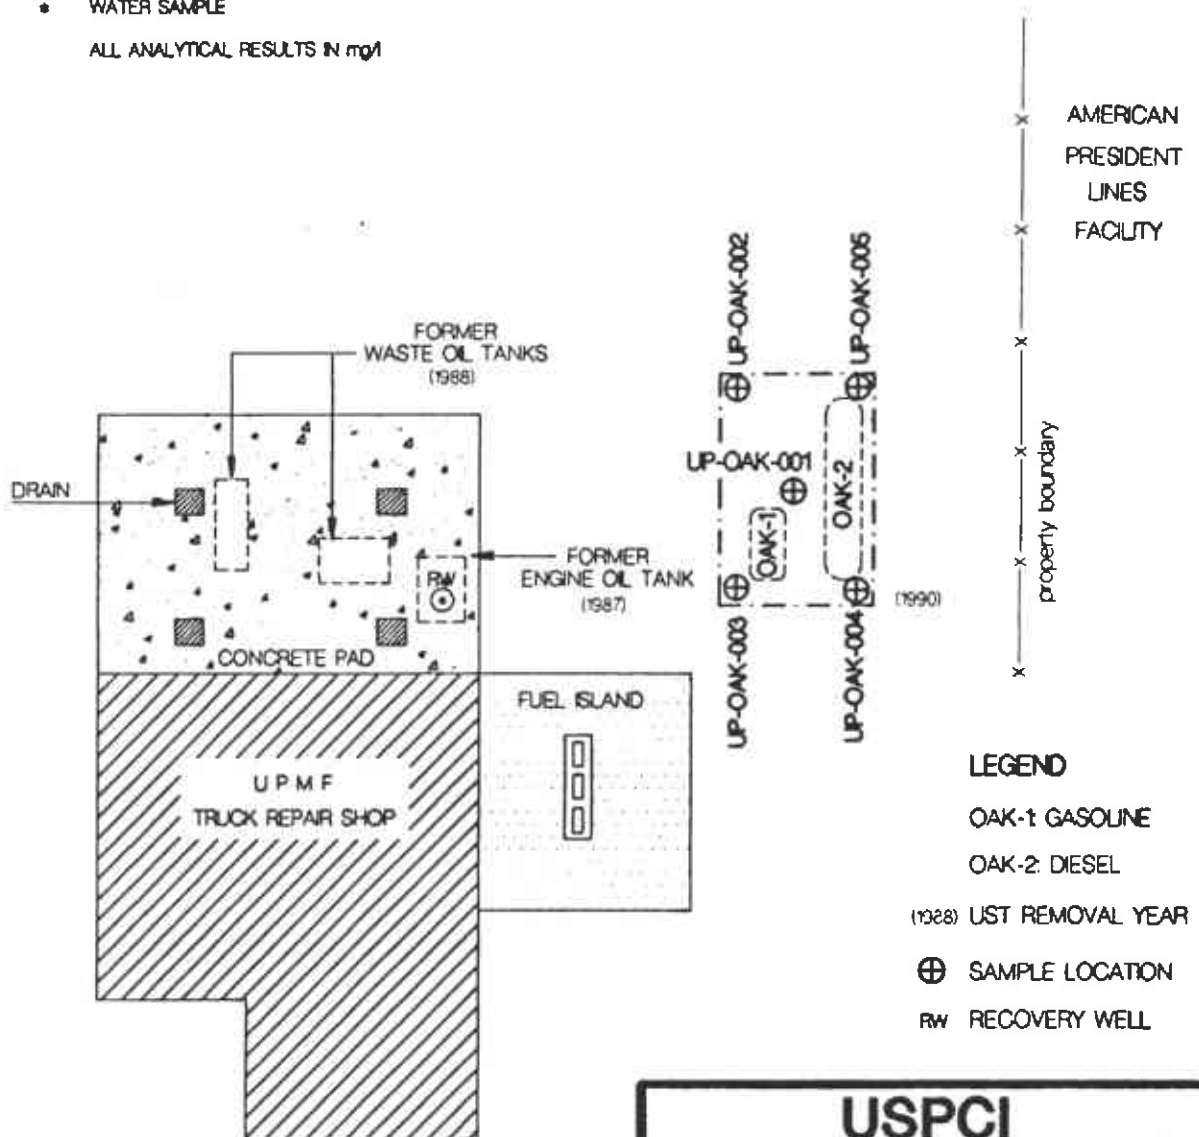 * WATER SAMPLE
ALL ANALYTICAL RESULTS IN mg/l
AMERICAN
PRESIDENT
LINES
FACILITY
UP-OAK-002
UP-OAK-005
FORMER
WASTE OIL TANKS
(1988)
UP-OAK-001
OAK-1
OAK-2
property boundary
DRAIN
RW
FORMER
ENGINE OIL TANK
(1987)
(1990)
CONCRETE PAD
UP-OAK-003
UP-OAK-004
FUEL ISLAND
UPMF
TRUCK REPAIR SHOP
LEGEND
OAK-1: GASOLINE
OAK-2: DIESEL
(1988) UST REMOVAL YEAR
SAMPLE LOCATION
RW RECOVERY WELL
USPCI